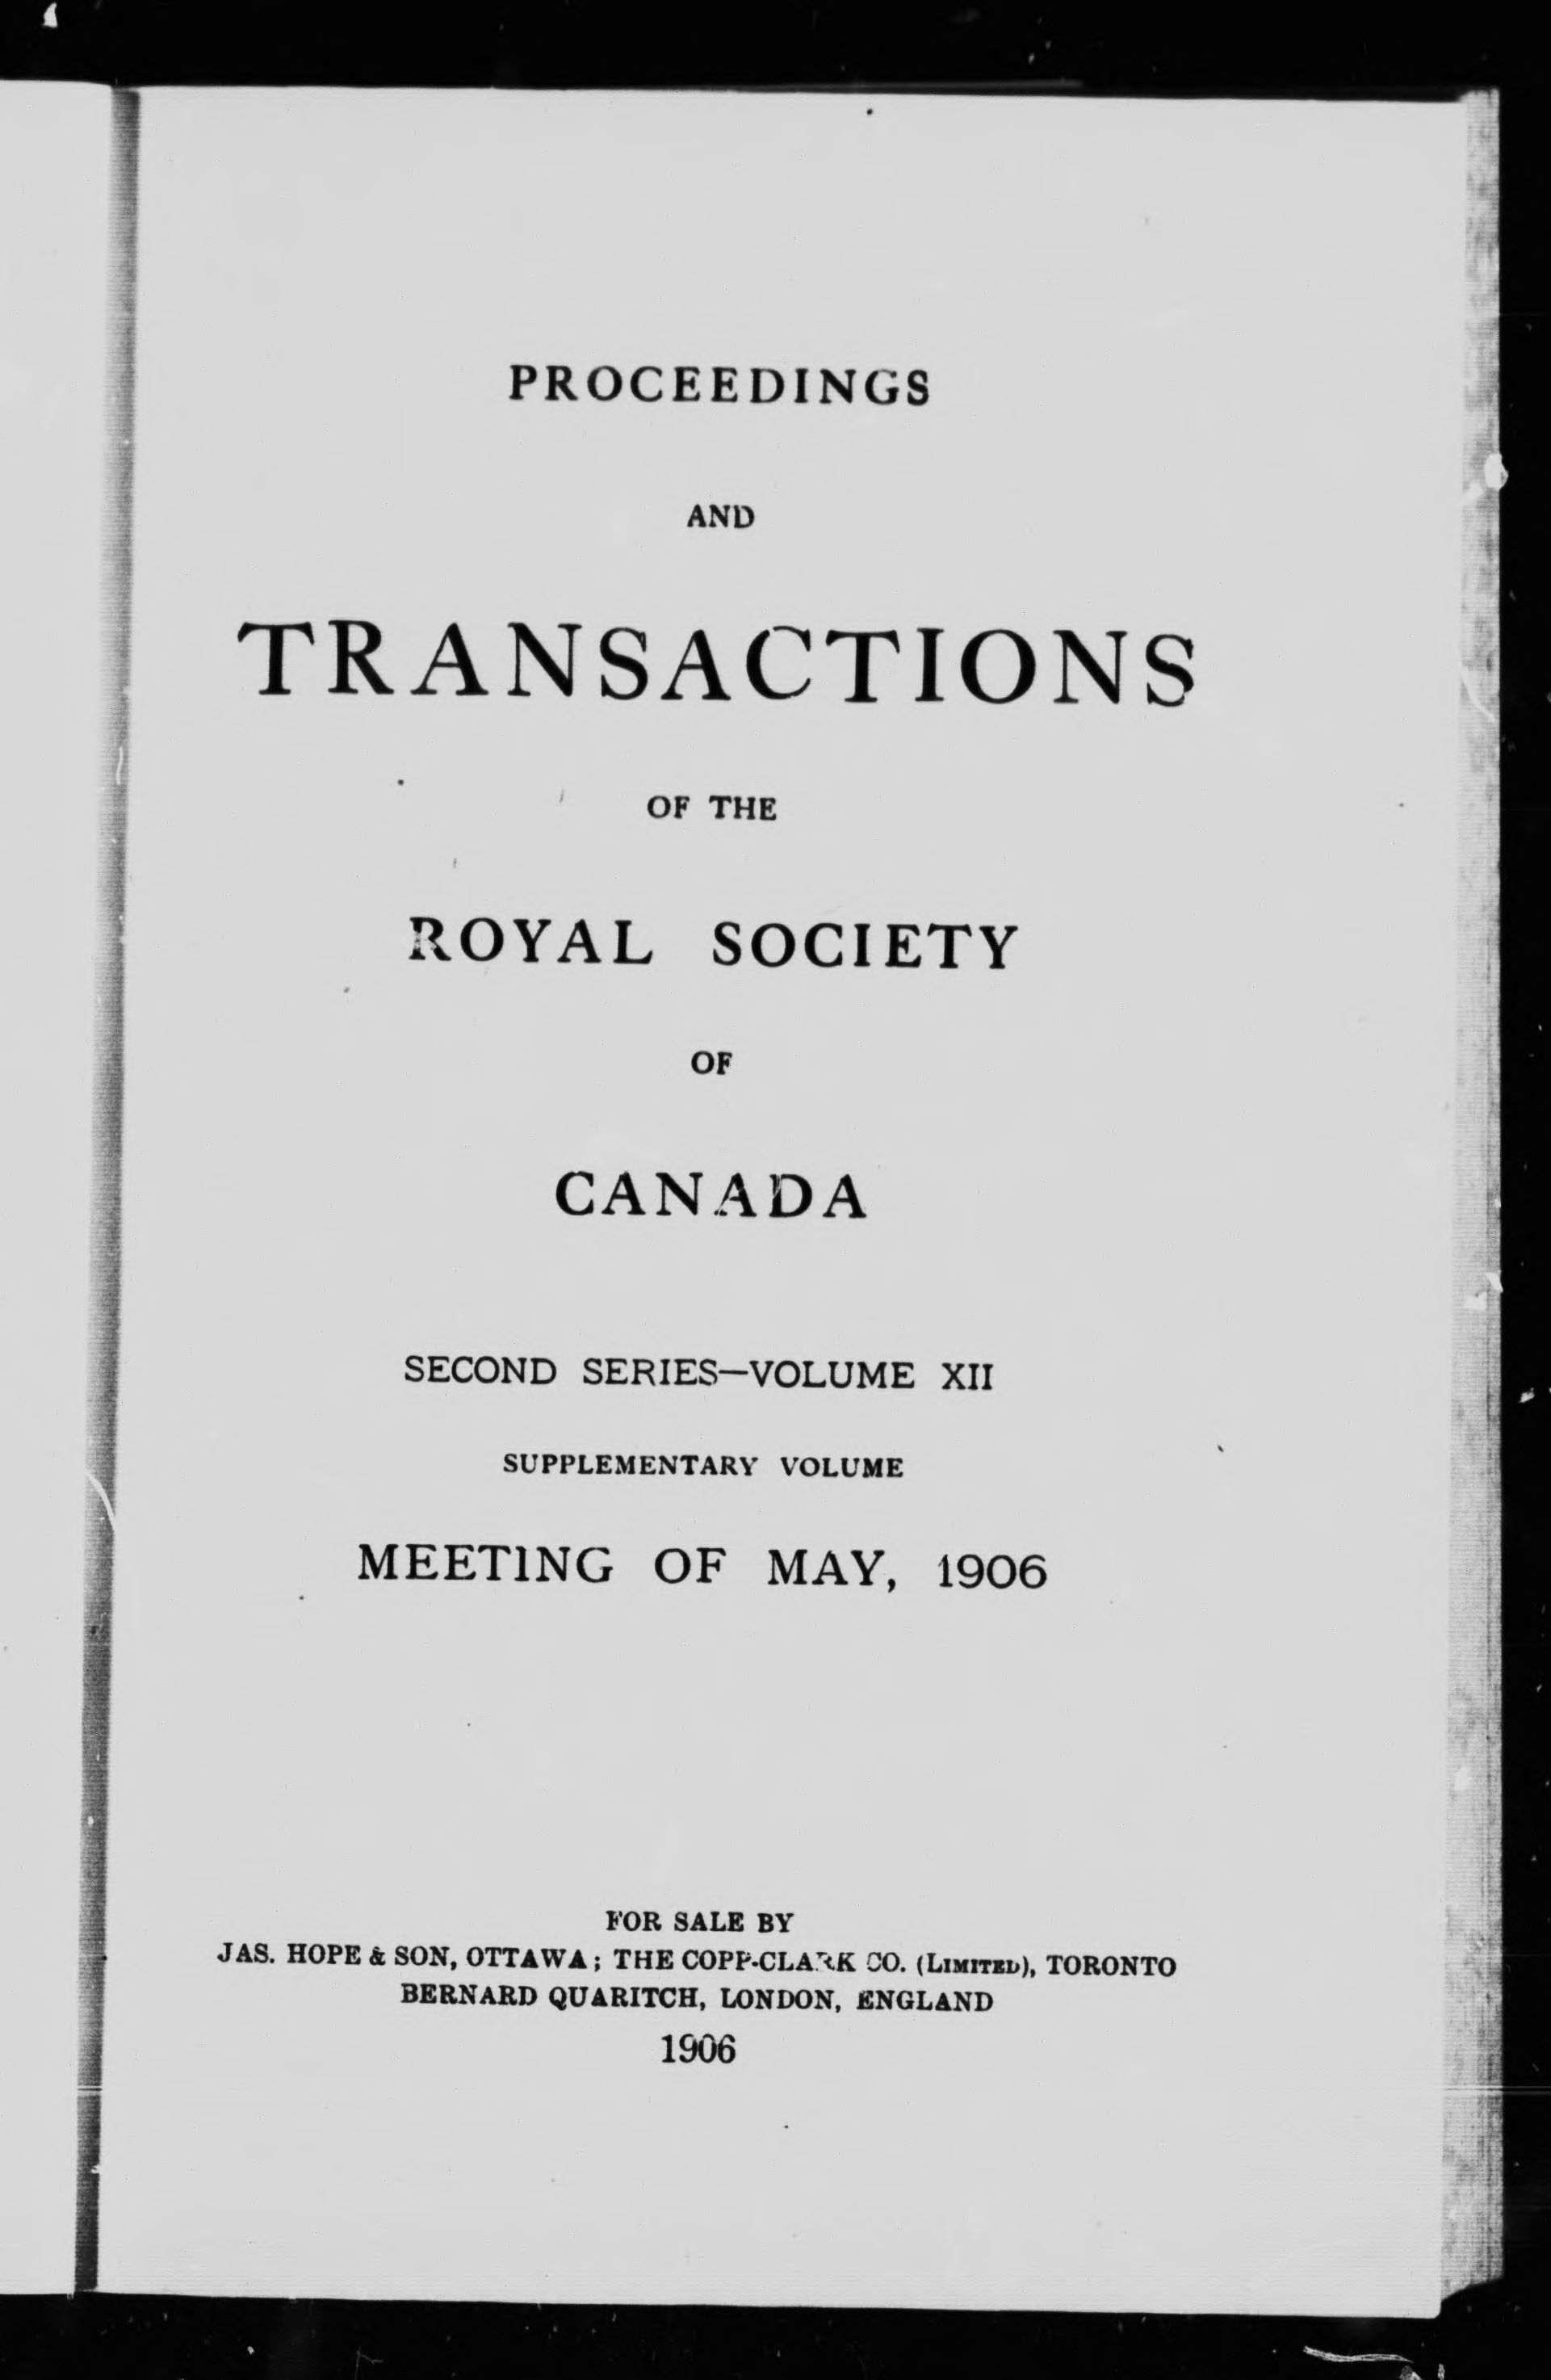 PROCEEDINGS
AND
TRANSACTIONS
OF THE
ROYAL SOCIETY
OF
CANADA
SECOND SERIES—VOLUME XII
SUPPLEMENTARY VOLUME
MEETING OF MAY, 1906
FOR SALE BY
JAS. HOPE & SON, OTTAWA; THE COPP-CLARK CO. (LIMITED), TORONTO
BERNARD QUARITCH, LONDON, ENGLAND
1906